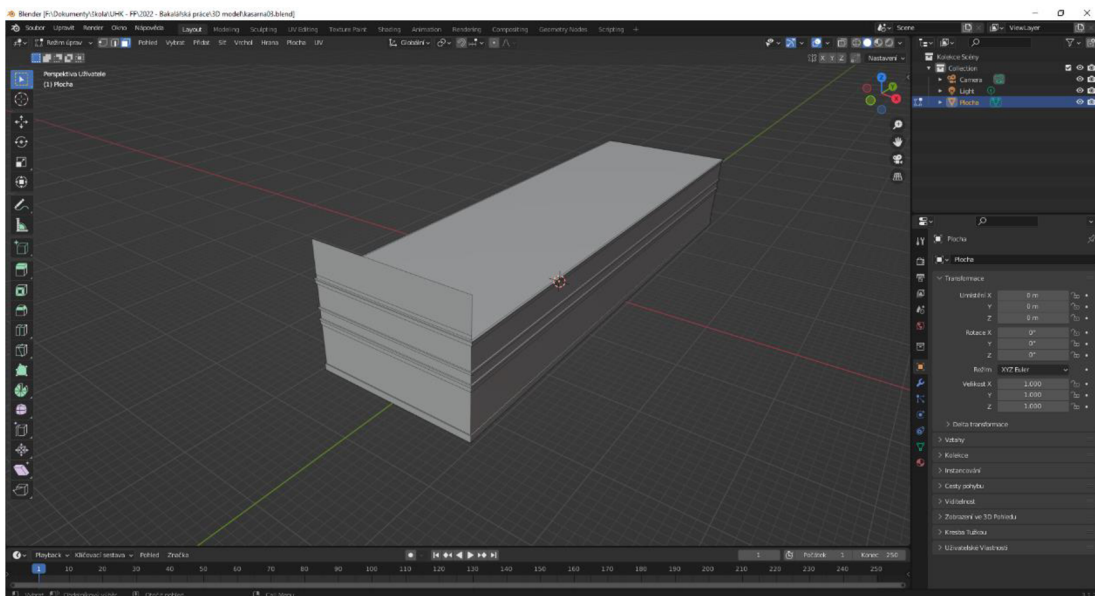 Blender [F:\Dokumenty\Škola\UHK - FP\2022 - Bakalářská práce\3D model\kasarna03.blend]
Soubor Upravit Render Okno Nápověda Layout Modeling Sculpting UV Editing Texture Paint Shading Animation Rendering Compositing Geometry Nodes Scripting + Scene ViewLayer
Režim úprav Pohled Vybrat Přidat Síť Vrchol Hrana Plocha UV Globální
X Y Z Nastavení
Perspektiva Uživatele
(1) Plocha
Kolekce Scény
Collection
Camera
Light
Plocha
Plocha
Plocha
Transformace
Umístění X 0 m
Y 0 m
Z 0 m
Rotace X 0°
Y 0°
Z 0°
Režim XYZ Euler
Velikost X 1.000
Y 1.000
Z 1.000
Delta transformace
Vztahy
Kolekce
Instancování
Cesty pohybu
Viditelnost
Zobrazení ve 3D Pohledu
Kresba Tužkou
Uživatelské Vlastnosti
Playback Klíčovací sestava Pohled Značka 1 Počátek 1 Konec 250
1 10 20 30 40 50 60 70 80 90 100 110 120 130 140 150 160 170 180 190 200 210 220 230 240 250